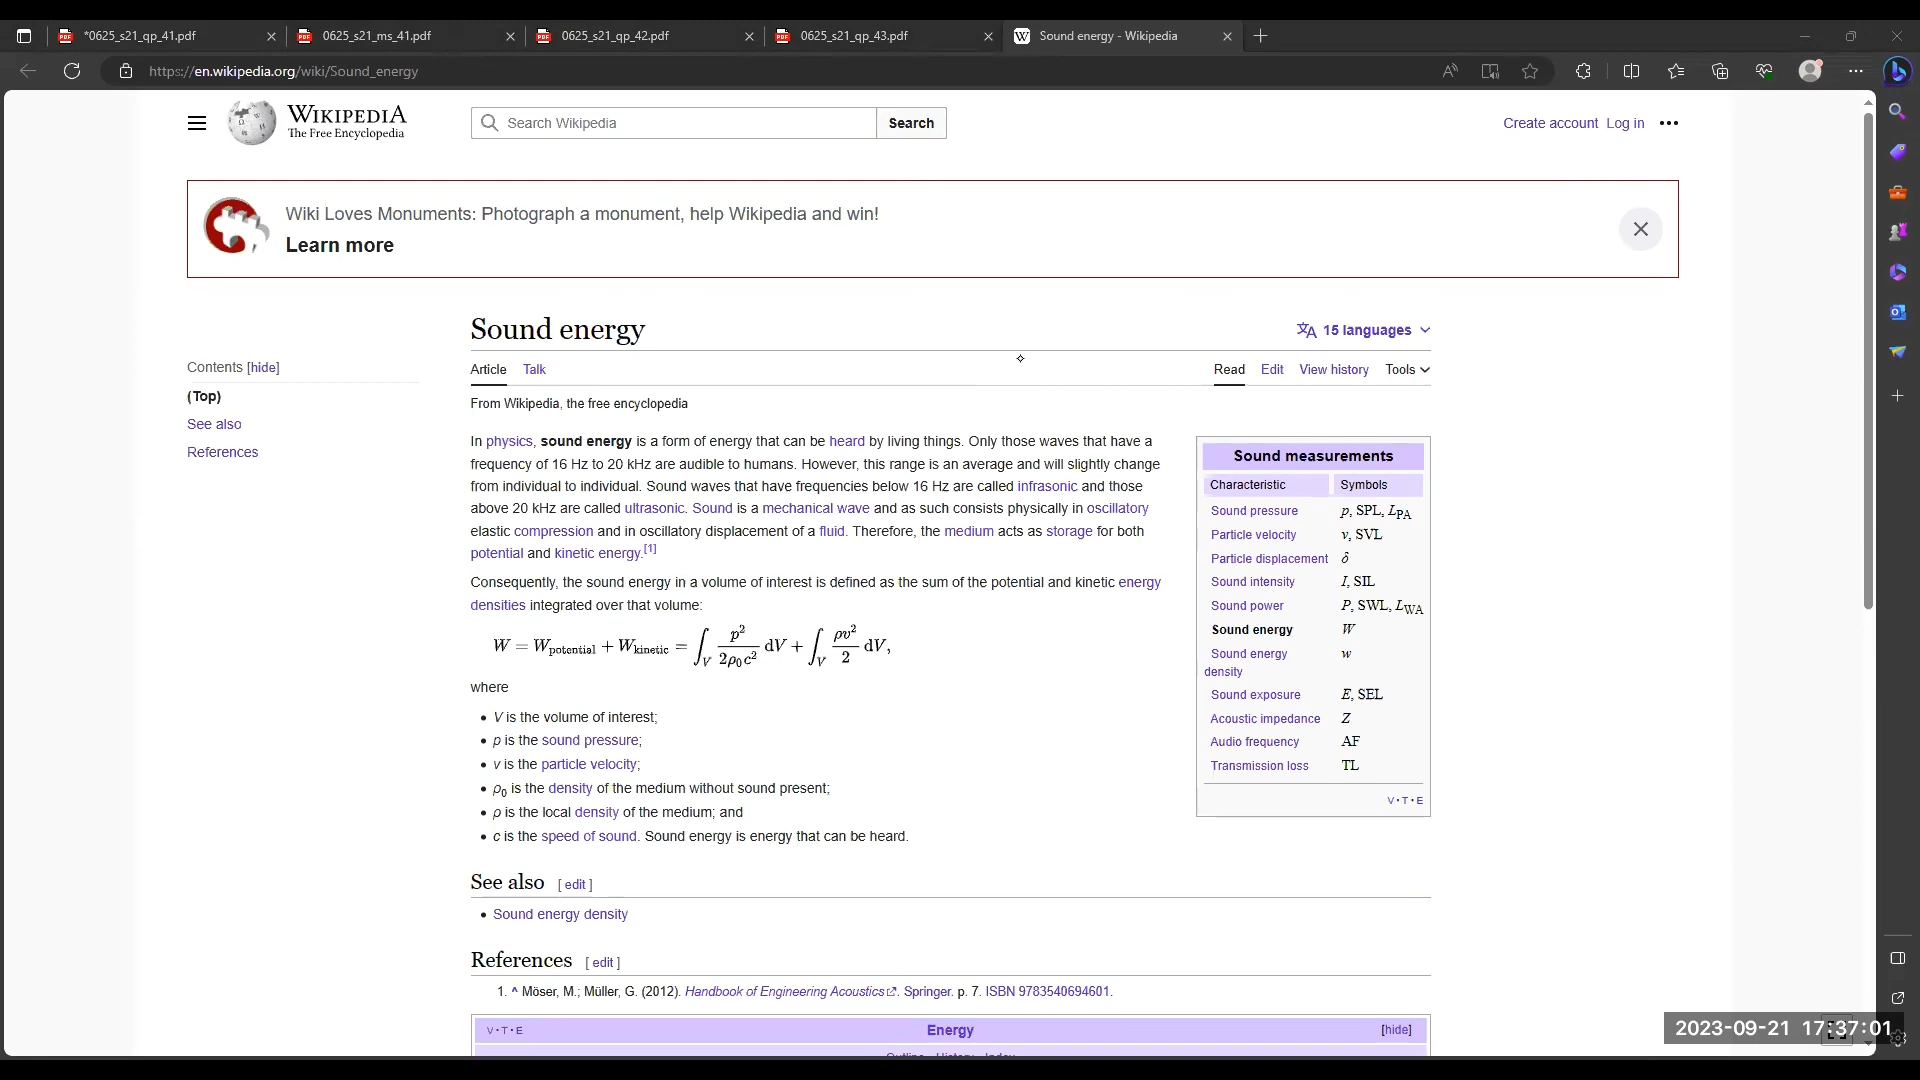 *0625_s21_qp_41.pdf
0625_s21_ms_41.pdf
0625_s21_qp_42.pdf
0625_s21_qp_43.pdf
Sound energy - Wikipedia
https://en.wikipedia.org/wiki/Sound_energy
WIKIPEDIA
The Free Encyclopedia
Search Wikipedia
Search
Create account Log in
Wiki Loves Monuments: Photograph a monument, help Wikipedia and win!
Learn more
Sound energy
15 languages
Contents [hide]
(Top)
See also
References
Article Talk
Read Edit View history Tools
From Wikipedia, the free encyclopedia
In physics, sound energy is a form of energy that can be heard by living things. Only those waves that have a
frequency of 16 Hz to 20 kHz are audible to humans. However, this range is an average and will slightly change
from individual to individual. Sound waves that have frequencies below 16 Hz are called infrasonic and those
above 20 kHz are called ultrasonic. Sound is a mechanical wave and as such consists physically in oscillatory
elastic compression and in oscillatory displacement of a fluid. Therefore, the medium acts as storage for both
potential and kinetic energy.[1]
Consequently, the sound energy in a volume of interest is defined as the sum of the potential and kinetic energy
densities integrated over that volume:
W = W_potential + W_kinetic = ∫_V p²/(2ρ₀c²) dV + ∫_V ρv²/2 dV,
where
• V is the volume of interest;
• p is the sound pressure;
• v is the particle velocity;
• ρ₀ is the density of the medium without sound present;
• ρ is the local density of the medium; and
• c is the speed of sound. Sound energy is energy that can be heard.
Sound measurements
Characteristic Symbols
Sound pressure p, SPL, L_PA
Particle velocity v, SVL
Particle displacement δ
Sound intensity I, SIL
Sound power P, SWL, L_WA
Sound energy W
Sound energy w
density
Sound exposure E, SEL
Acoustic impedance Z
Audio frequency AF
Transmission loss TL
V·T·E
See also [ edit ]
• Sound energy density
References [ edit ]
1. ^ Möser, M.; Müller, G. (2012). Handbook of Engineering Acoustics. Springer. p. 7. ISBN 9783540694601.
V·T·E Energy [hide]
2023-09-21 17:37:01